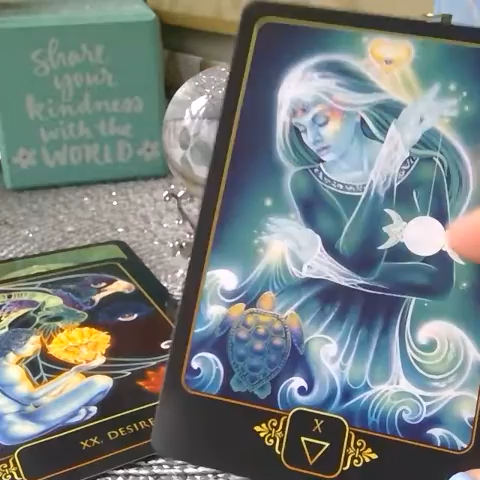 share
your
kindness
with the
WORLD
XX. DESIRE
X